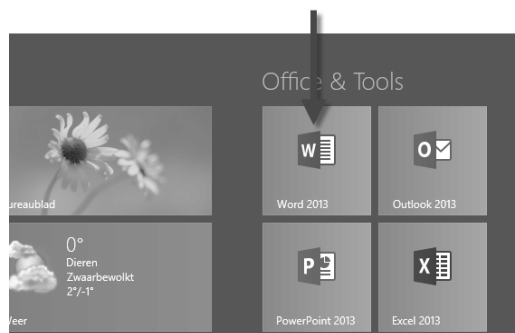 Office & Tools
Word 2013
Outlook 2013
ureaublad
0°
Dieren
Zwaarbewolkt
2°/-1°
Weer
PowerPoint 2013
Excel 2013